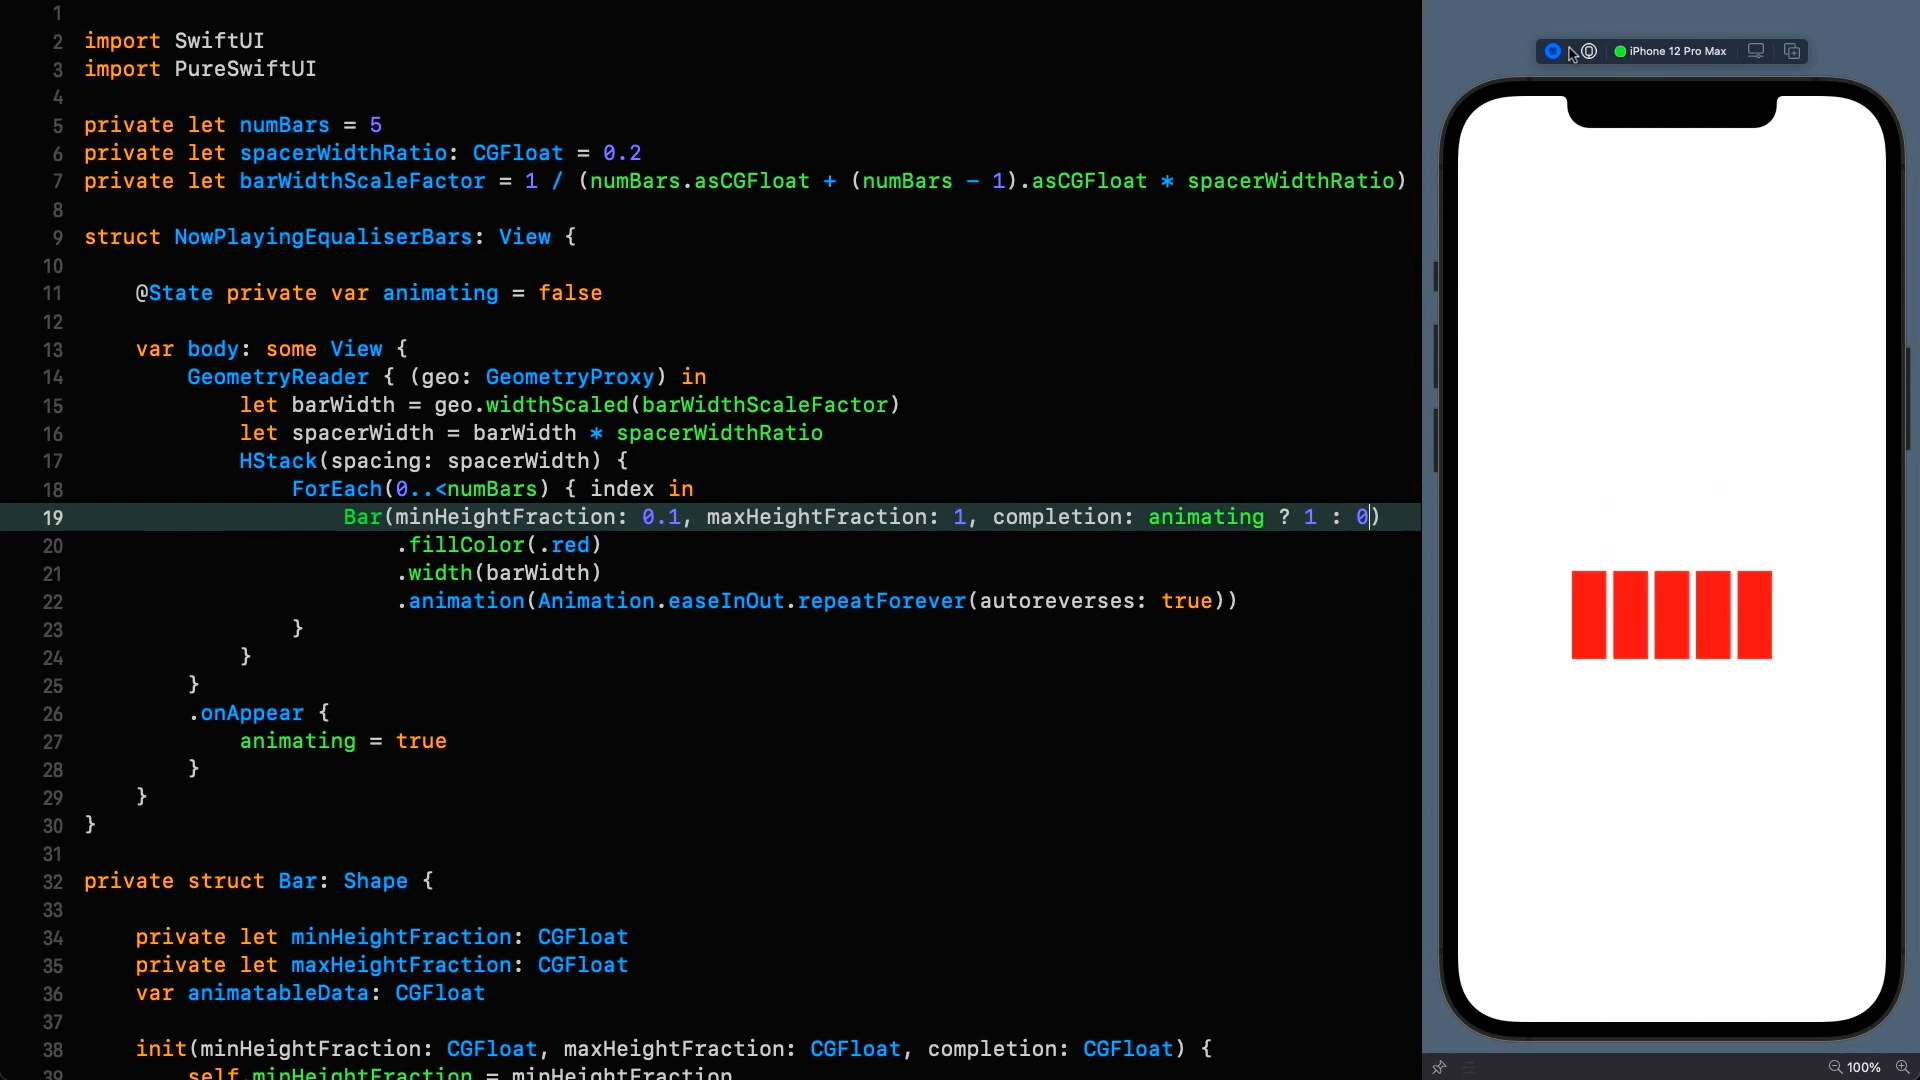 1
2 import SwiftUI
3 import PureSwiftUI
4
5 private let numBars = 5
6 private let spacerWidthRatio: CGFloat = 0.2
7 private let barWidthScaleFactor = 1 / (numBars.asCGFloat + (numBars - 1).asCGFloat * spacerWidthRatio)
8
9 struct NowPlayingEqualiserBars: View {
10
11     @State private var animating = false
12
13     var body: some View {
14         GeometryReader { (geo: GeometryProxy) in
15             let barWidth = geo.widthScaled(barWidthScaleFactor)
16             let spacerWidth = barWidth * spacerWidthRatio
17             HStack(spacing: spacerWidth) {
18                 ForEach(0..<numBars) { index in
19                     Bar(minHeightFraction: 0.1, maxHeightFraction: 1, completion: animating ? 1 : 0)
20                         .fillColor(.red)
21                         .width(barWidth)
22                         .animation(Animation.easeInOut.repeatForever(autoreverses: true))
23                 }
24             }
25         }
26         .onAppear {
27             animating = true
28         }
29     }
30 }
31
32 private struct Bar: Shape {
33
34     private let minHeightFraction: CGFloat
35     private let maxHeightFraction: CGFloat
36     var animatableData: CGFloat
37
38     init(minHeightFraction: CGFloat, maxHeightFraction: CGFloat, completion: CGFloat) {
39         self.minHeightFraction = minHeightFraction
iPhone 12 Pro Max
100%